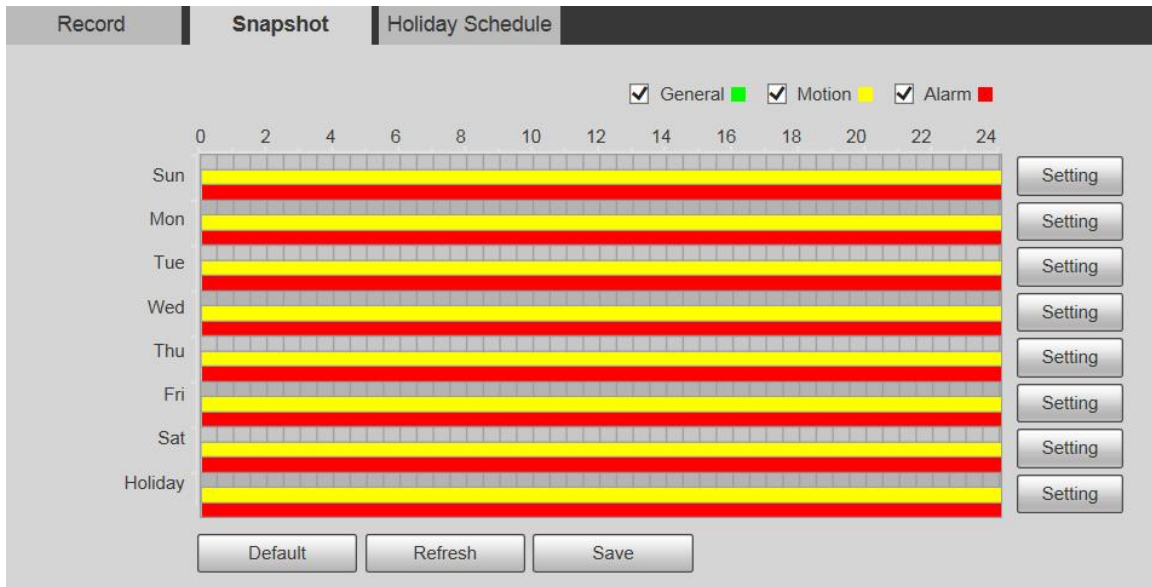 Record Snapshot Holiday Schedule
General Motion Alarm
0 2 4 6 8 10 12 14 16 18 20 22 24
Sun Setting
Mon Setting
Tue Setting
Wed Setting
Thu Setting
Fri Setting
Sat Setting
Holiday Setting
Default Refresh Save